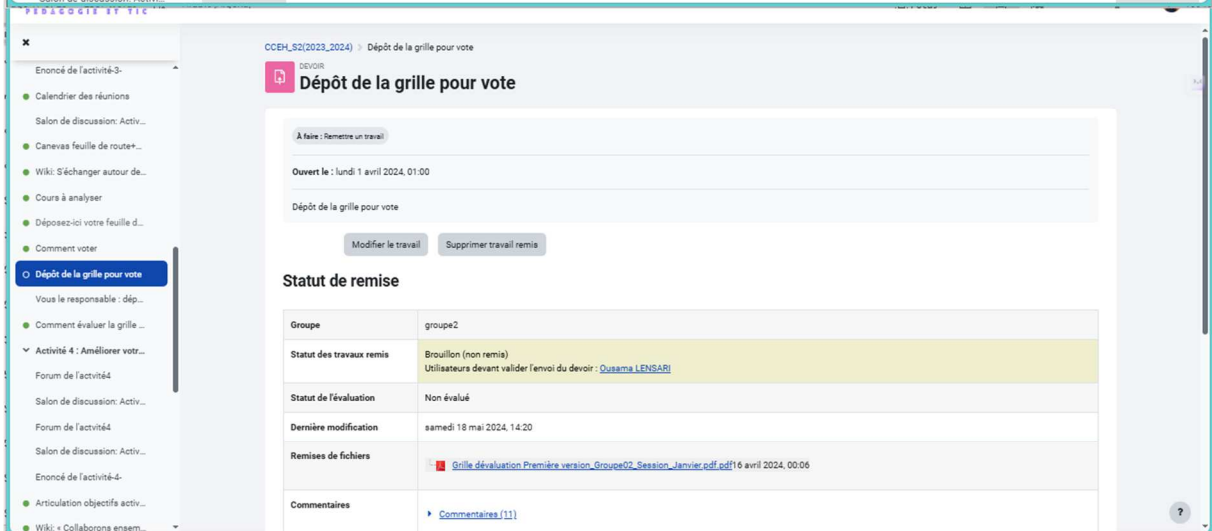 PEDAGOGIE ET TIC
Enoncé de l'activité-3-
Calendrier des réunions
Salon de discussion: Activ...
Canevas feuille de route+...
Wiki: S'échanger autour de...
Cours à analyser
Déposez-ici votre feuille d...
Comment voter
Dépôt de la grille pour vote
Vous le responsable : dép...
Comment évaluer la grille ...
Activité 4 : Améliorer votr...
Forum de l'actvité4
Salon de discussion: Activ...
Forum de l'actvité4
Salon de discussion: Activ...
Enoncé de l'activité-4-
Articulation objectifs activ...
Wiki: « Collaborons ensem...
CCEH_S2(2023_2024) > Dépôt de la grille pour vote
DEVOIR
Dépôt de la grille pour vote
À faire : Remettre un travail
Ouvert le : lundi 1 avril 2024, 01:00
Dépôt de la grille pour vote
Modifier le travail Supprimer travail remis
Statut de remise
Groupe groupe2
Statut des travaux remis Brouillon (non remis)
Utilisateurs devant valider l'envoi du devoir : Ousama LENSARI
Statut de l'évaluation Non évalué
Dernière modification samedi 18 mai 2024, 14:20
Remises de fichiers Grille dévaluation Première version_Groupe02_Session_Janvier.pdf.pdf16 avril 2024, 00:06
Commentaires Commentaires (11)
?